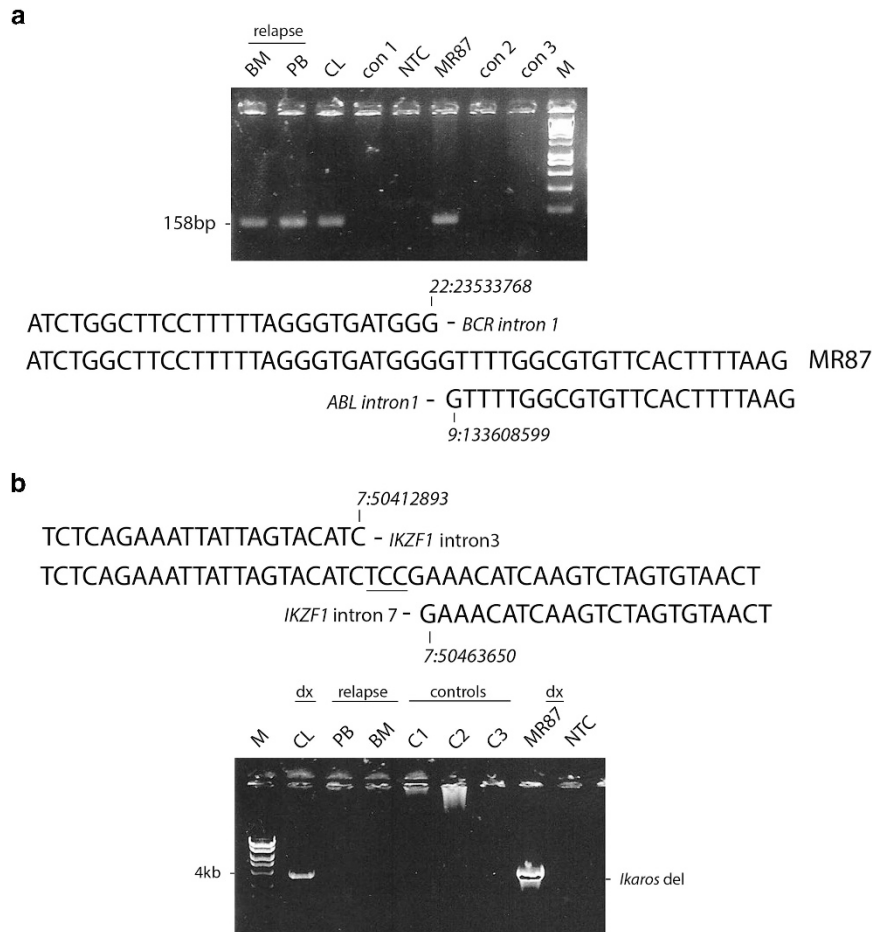 a
relapse
BM PB CL con 1 NTC MR87 con 2 con 3 M
158bp -
22:23533768
ATCTGGCTTCCTTTTTAGGGTGATGGG - BCR intron 1
ATCTGGCTTCCTTTTTAGGGTGATGGGGTTTTGGCGTGTTCACTTTTAAG MR87
ABL intron1 - GTTTTGGCGTGTTCACTTTTAAG
9:133608599
b
7:50412893
TCTCAGAAATTATTAGTACATC - IKZF1 intron3
TCTCAGAAATTATTAGTACATCTCCGAAACATCAAGTCTAGTGTAACT
IKZF1 intron 7 - GAAACATCAAGTCTAGTGTAACT
7:50463650
dx relapse controls dx
M CL PB BM C1 C2 C3 MR87 NTC
4kb -
- Ikaros del